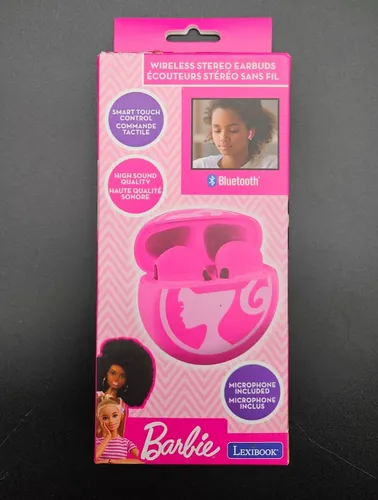 WIRELESS STEREO EARBUDS
ÉCOUTEURS STÉRÉO SANS FIL
SMART TOUCH
CONTROL
COMMANDE
TACTILE
Bluetooth®
HIGH SOUND
QUALITY
HAUTE QUALITÉ
SONORE
MICROPHONE
INCLUDED
MICROPHONE
INCLUS
Barbie
LEXIBOOK®